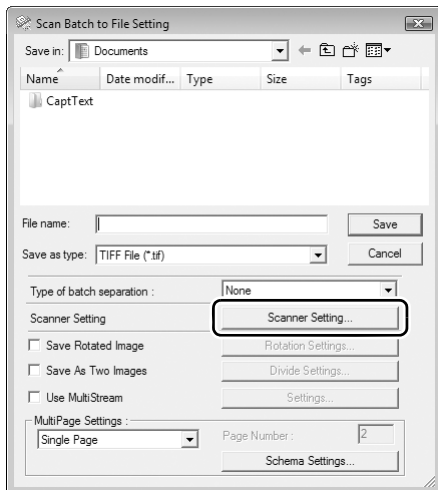 Scan Batch to File Setting
Save in: Documents
Name Date modif... Type Size Tags
CaptText
File name: Save
Save as type: TIFF File (*.tif) Cancel
Type of batch separation : None
Scanner Setting Scanner Setting...
Save Rotated Image Rotation Settings...
Save As Two Images Divide Settings...
Use MultiStream Settings...
MultiPage Settings :
Single Page Page Number : 2
Schema Settings...